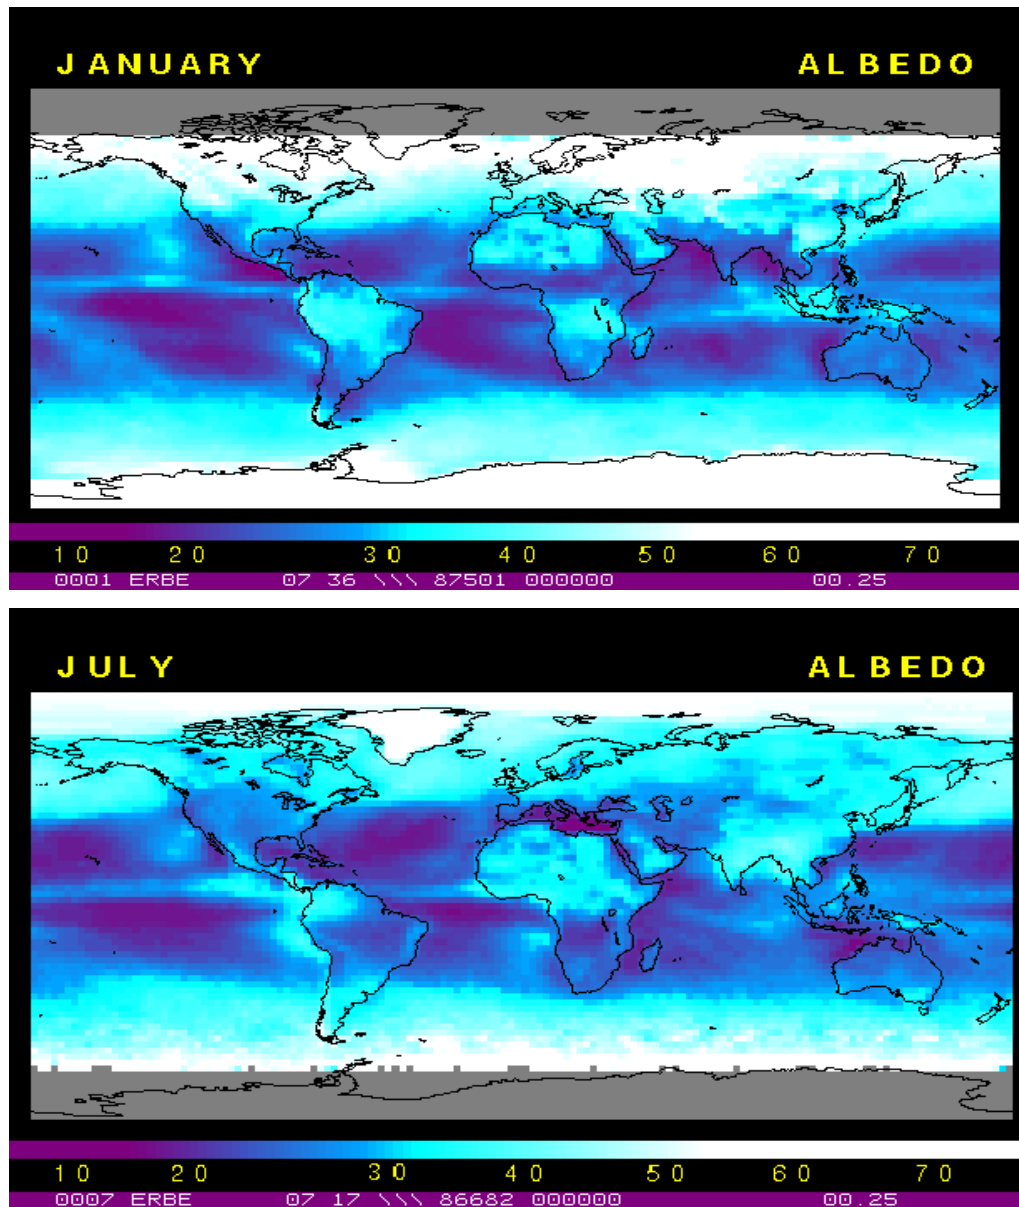 JANUARY ALBEDO
10 20 30 40 50 60 70
0001 ERBE 07 36 \\\ 87501 000000 00.25
JULY ALBEDO
10 20 30 40 50 60 70
0007 ERBE 07 17 \\\ 86682 000000 00.25